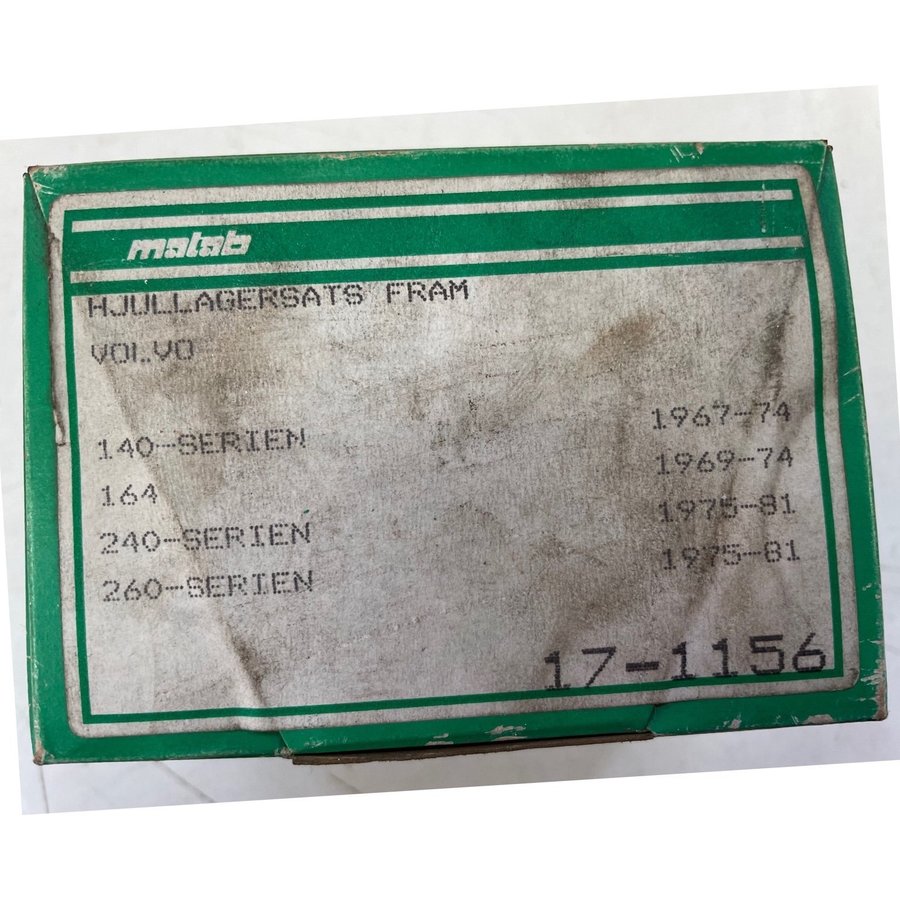 matab
HJULLAGERSATS FRAM
VOLVO
140-SERIEN 1967-74
164 1969-74
240-SERIEN 1975-81
260-SERIEN 1975-81
17-1156